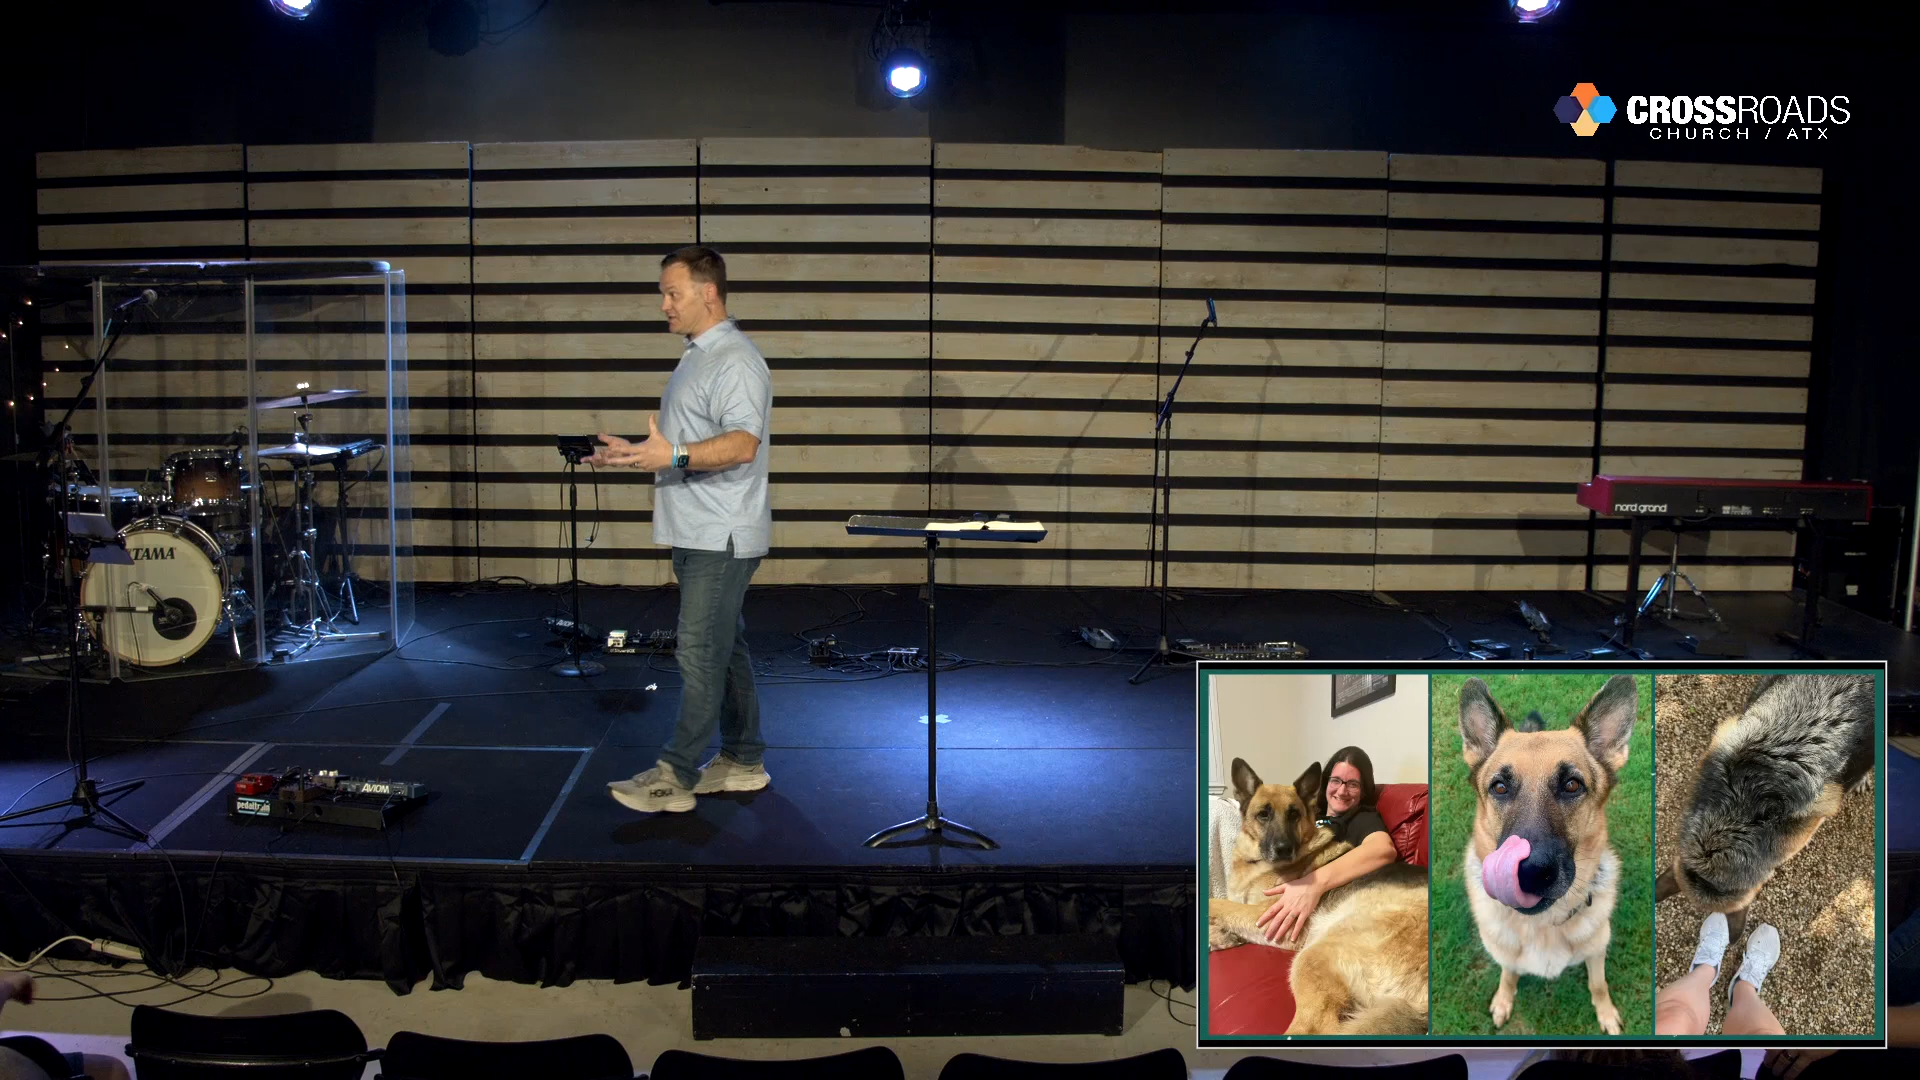 CROSSROADS
CHURCH / ATX
nord grand
TAMA
AVIOM
pedaltrain
HOKA